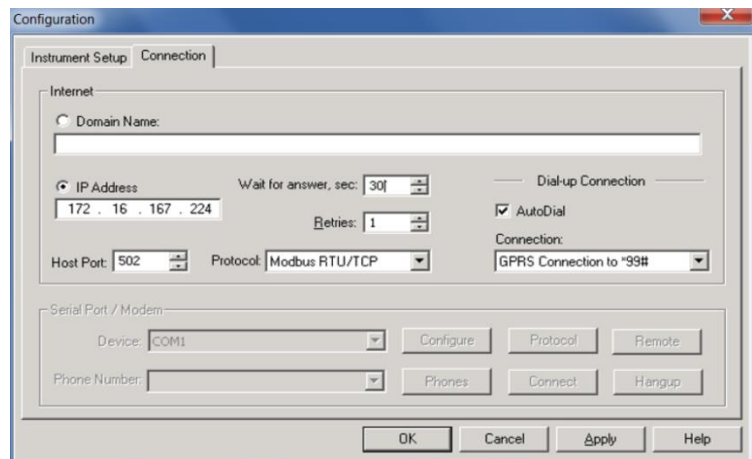 Configuration
Instrument Setup Connection
Internet
Domain Name:
IP Address
172 . 16 . 167 . 224
Wait for answer, sec: 30
Retries: 1
Dial-up Connection
AutoDial
Connection:
GPRS Connection to *99#
Host Port: 502
Protocol: Modbus RTU/TCP
Serial Port / Modem
Device: COM1
Configure Protocol Remote
Phone Number:
Phones Connect Hangup
OK Cancel Apply Help